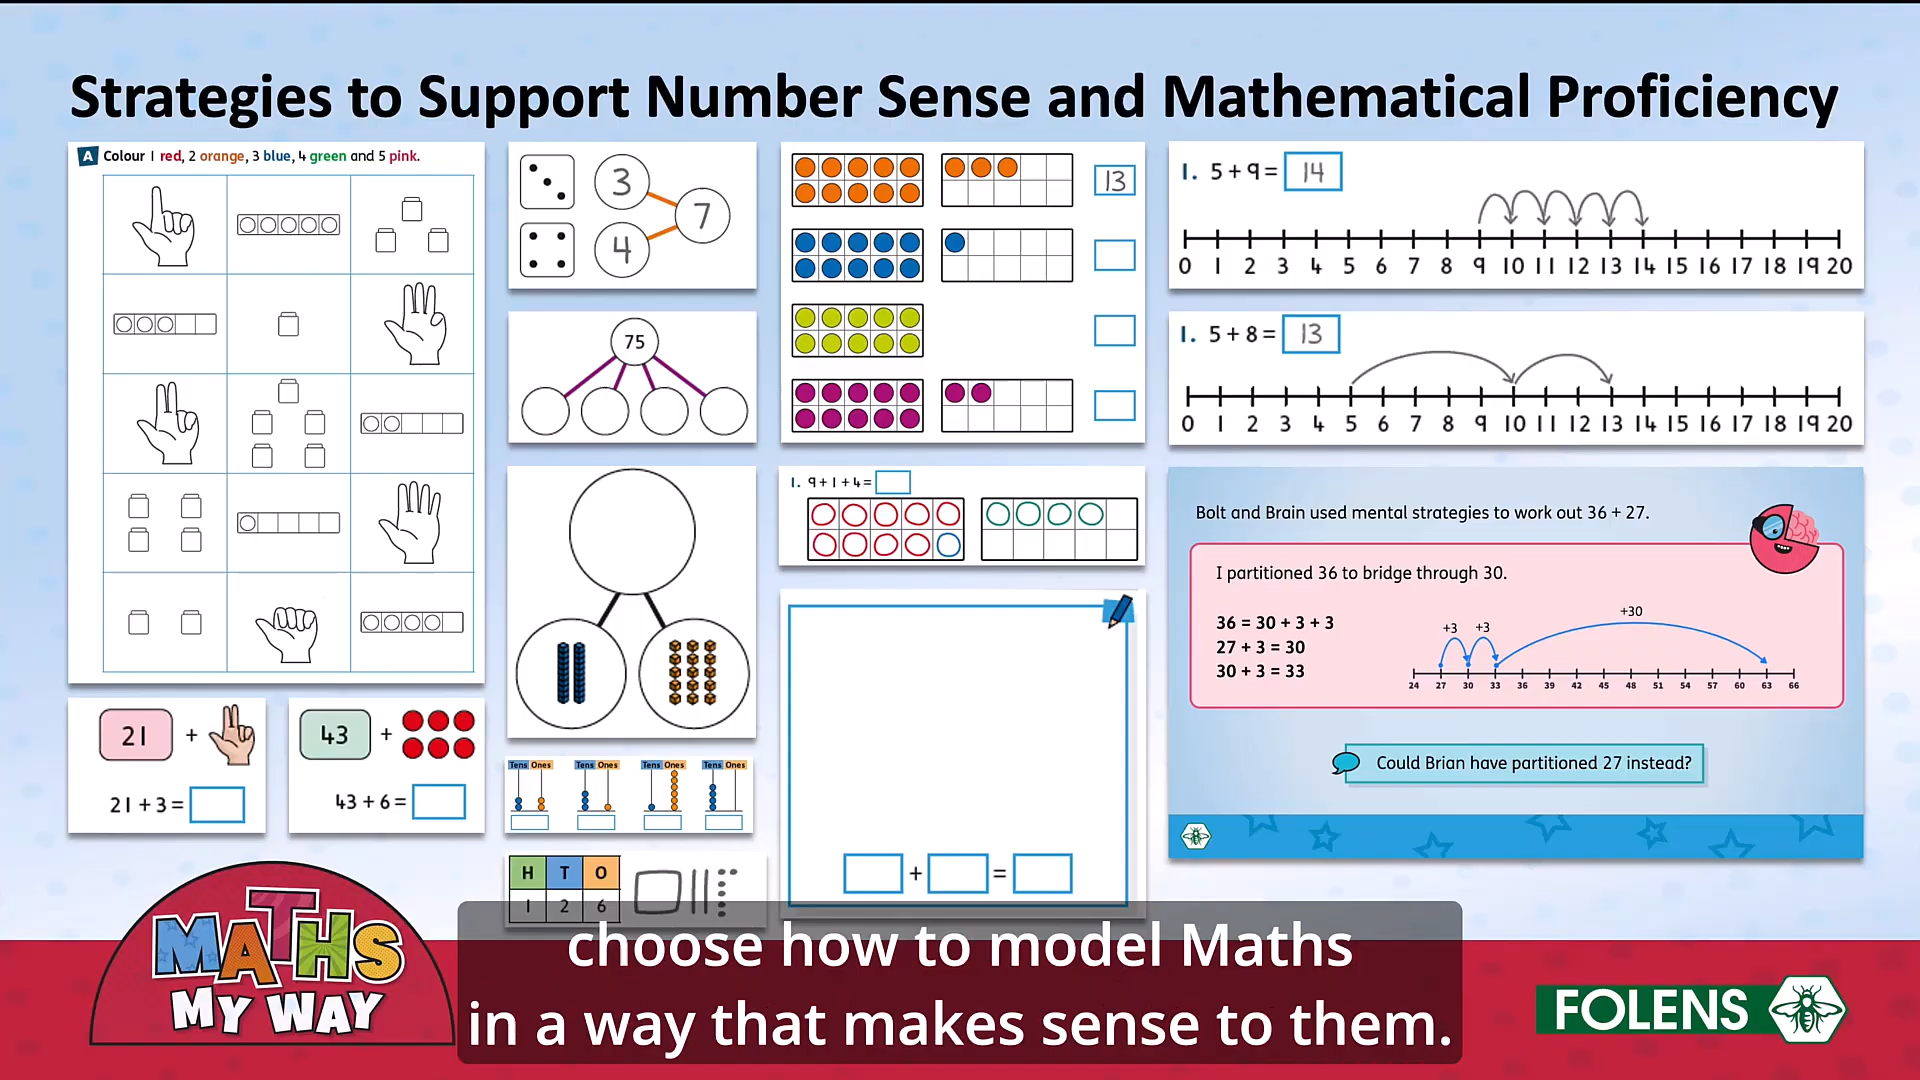 Strategies to Support Number Sense and Mathematical Proficiency
A Colour 1 red, 2 orange, 3 blue, 4 green and 5 pink.
21 +
21 + 3 =
43 +
43 + 6 =
3
7
4
75
Tens Ones Tens Ones Tens Ones Tens Ones
H T O
1 2 6
13
1. 9 + 1 + 4 =
+ =
1. 5 + 9 = 14
0 1 2 3 4 5 6 7 8 9 10 11 12 13 14 15 16 17 18 19 20
1. 5 + 8 = 13
0 1 2 3 4 5 6 7 8 9 10 11 12 13 14 15 16 17 18 19 20
Bolt and Brain used mental strategies to work out 36 + 27.
I partitioned 36 to bridge through 30.
36 = 30 + 3 + 3
27 + 3 = 30
30 + 3 = 33
+3 +3 +30
24 27 30 33 36 39 42 45 48 51 54 57 60 63 66
Could Brian have partitioned 27 instead?
MATHS
MY WAY
choose how to model Maths
in a way that makes sense to them.
FOLENS